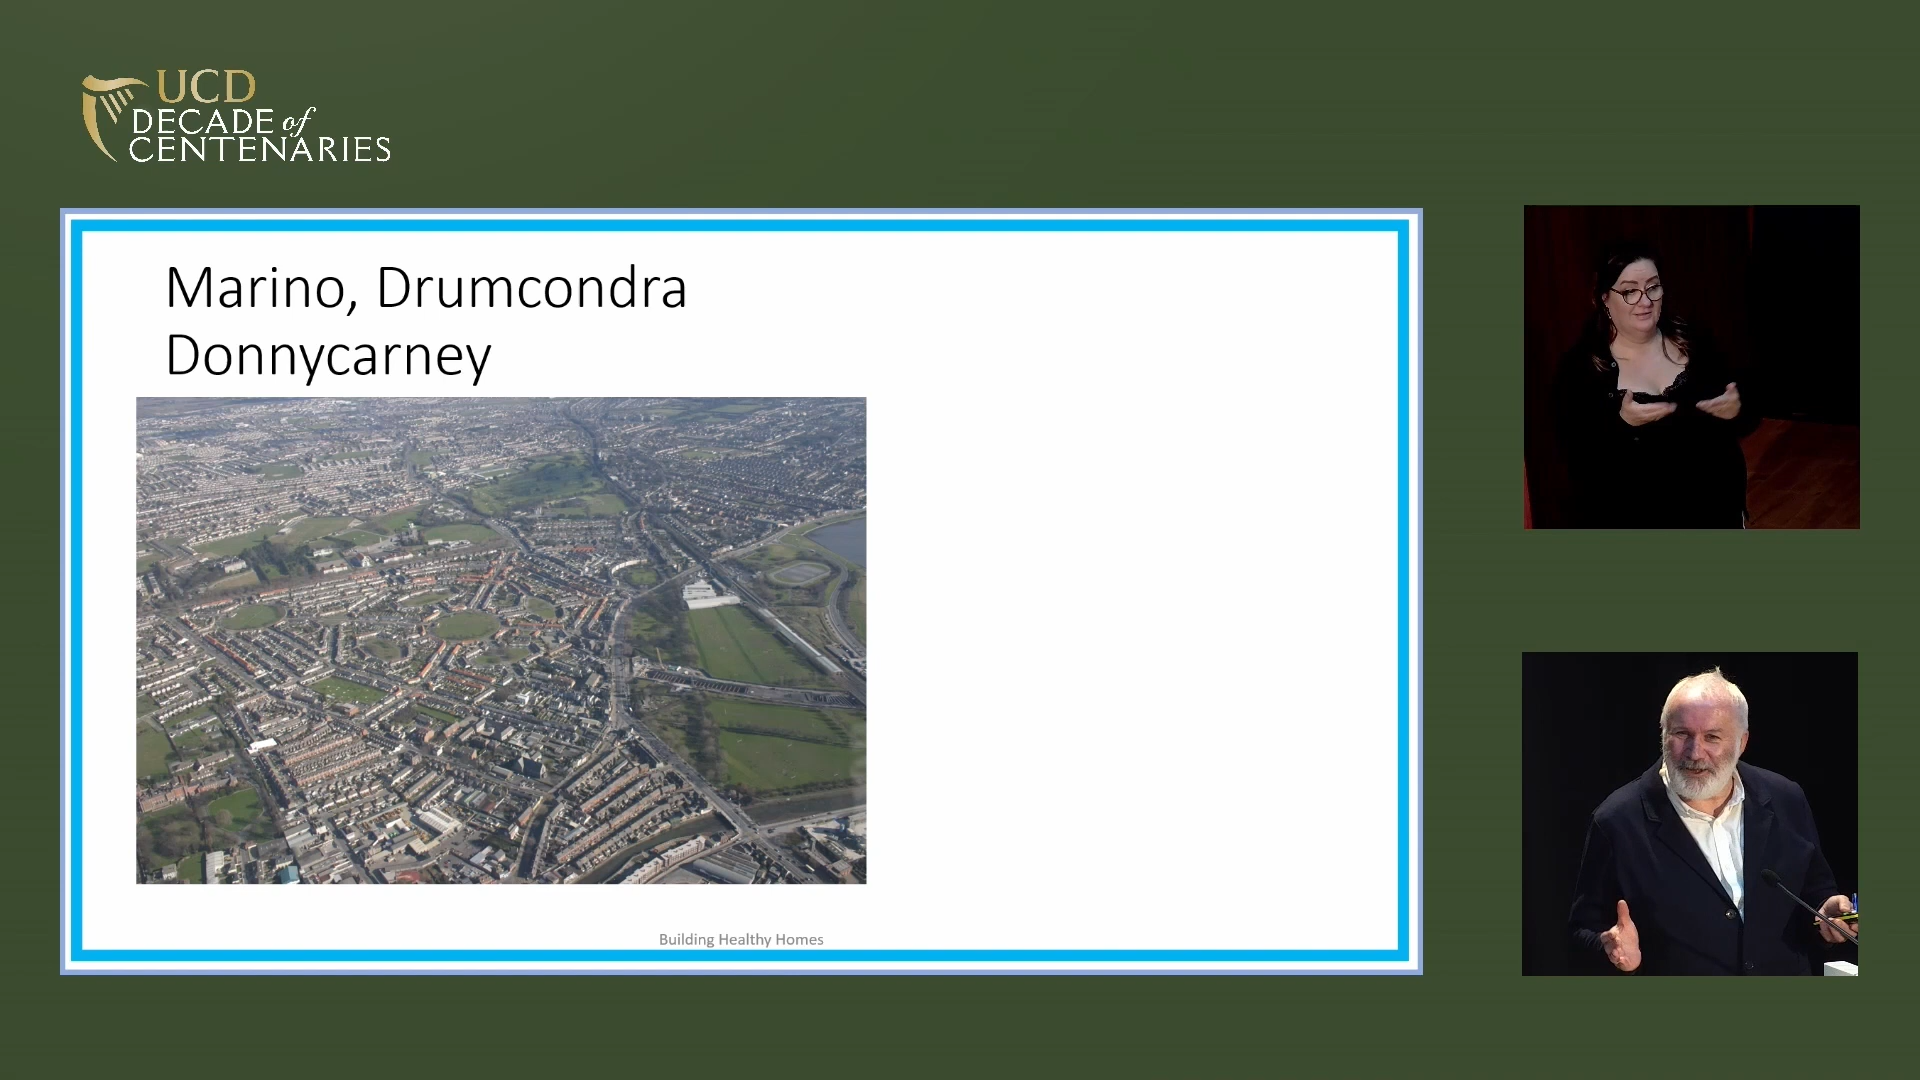 UCD
DECADE of
CENTENARIES
Marino, Drumcondra
Donnycarney
Building Healthy Homes